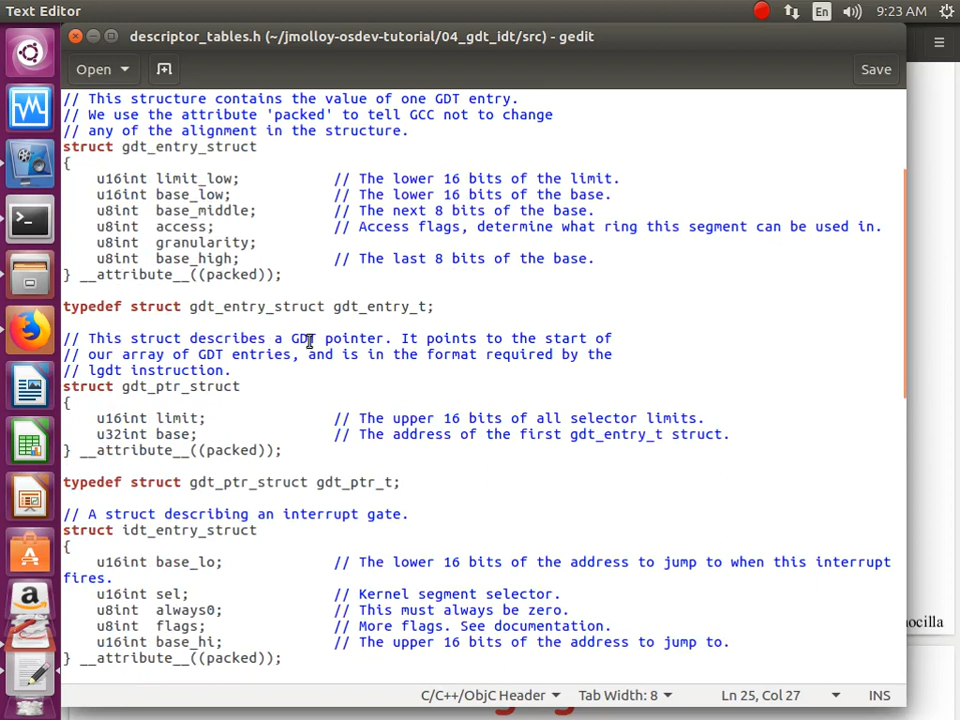 Text Editor
En
9:23 AM
descriptor_tables.h (~/jmolloy-osdev-tutorial/04_gdt_idt/src) - gedit
Open
Save
// This structure contains the value of one GDT entry.
// We use the attribute 'packed' to tell GCC not to change
// any of the alignment in the structure.
struct gdt_entry_struct
{
    u16int limit_low;           // The lower 16 bits of the limit.
    u16int base_low;            // The lower 16 bits of the base.
    u8int  base_middle;         // The next 8 bits of the base.
    u8int  access;              // Access flags, determine what ring this segment can be used in.
    u8int  granularity;
    u8int  base_high;           // The last 8 bits of the base.
} __attribute__((packed));
typedef struct gdt_entry_struct gdt_entry_t;
// This struct describes a GDT pointer. It points to the start of
// our array of GDT entries, and is in the format required by the
// lgdt instruction.
struct gdt_ptr_struct
{
    u16int limit;               // The upper 16 bits of all selector limits.
    u32int base;                // The address of the first gdt_entry_t struct.
} __attribute__((packed));
typedef struct gdt_ptr_struct gdt_ptr_t;
// A struct describing an interrupt gate.
struct idt_entry_struct
{
    u16int base_lo;             // The lower 16 bits of the address to jump to when this interrupt
fires.
    u16int sel;                 // Kernel segment selector.
    u8int  always0;             // This must always be zero.
    u8int  flags;               // More flags. See documentation.
    u16int base_hi;             // The upper 16 bits of the address to jump to.
} __attribute__((packed));
ocilla
C/C++/ObjC Header
Tab Width: 8
Ln 25, Col 27
INS